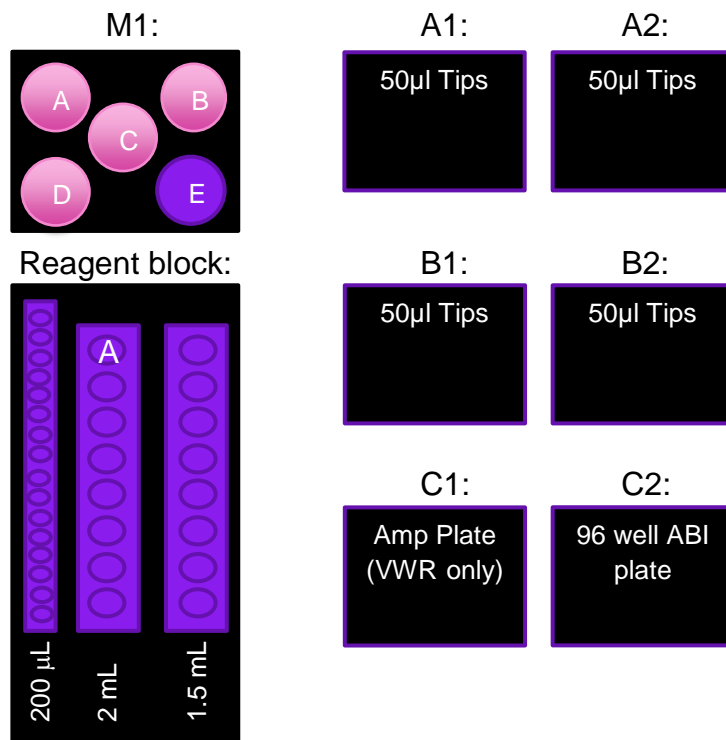 M1:
A
B
C
D
E
Reagent block:
A
200 µL
2 mL
1.5 mL
A1:
50µl Tips
A2:
50µl Tips
B1:
50µl Tips
B2:
50µl Tips
C1:
Amp Plate
(VWR only)
C2:
96 well ABI
plate